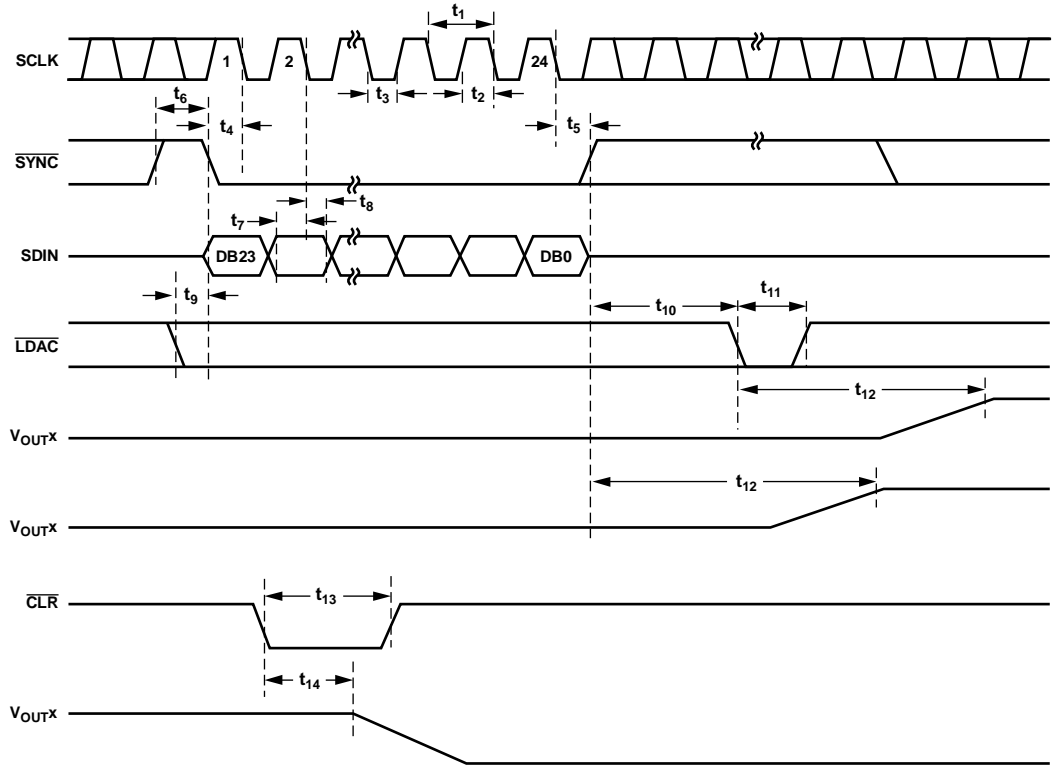 t1
SCLK
1
2
24
t3
t2
t6
t4
t5
SYNC
t8
t7
SDIN
DB23
DB0
t9
t10
t11
LDAC
t12
VOUTx
t12
VOUTx
CLR
t13
t14
VOUTx